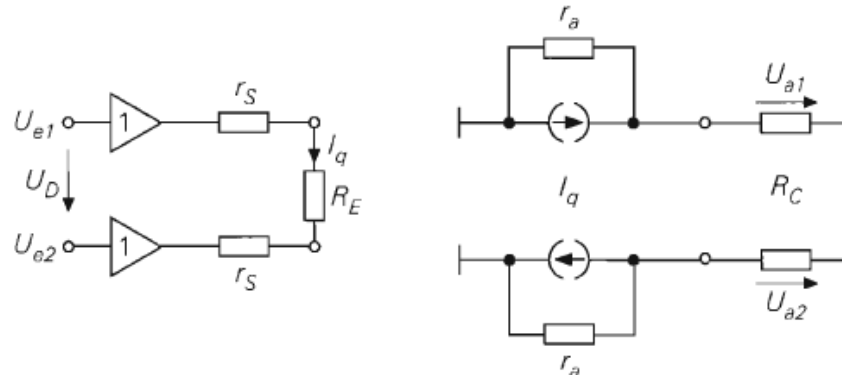 r_a
U_a1
r_S
U_e1
1
I_q
U_D
R_E
I_q
R_C
U_e2
1
r_S
U_a2
r_a